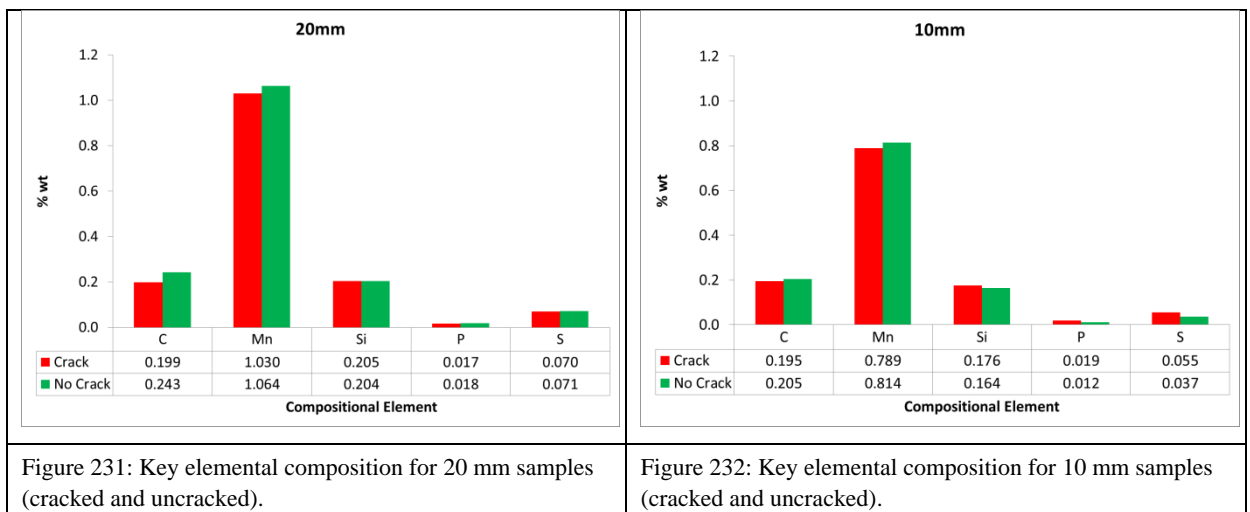 20mm
1.2
1.0
0.8
0.6
0.4
0.2
0.0
% wt
C Mn Si P S
Crack 0.199 1.030 0.205 0.017 0.070
No Crack 0.243 1.064 0.204 0.018 0.071
Compositional Element
Figure 231: Key elemental composition for 20 mm samples
(cracked and uncracked).
10mm
1.2
1.0
0.8
0.6
0.4
0.2
0.0
% wt
C Mn Si P S
Crack 0.195 0.789 0.176 0.019 0.055
No Crack 0.205 0.814 0.164 0.012 0.037
Compositional Element
Figure 232: Key elemental composition for 10 mm samples
(cracked and uncracked).